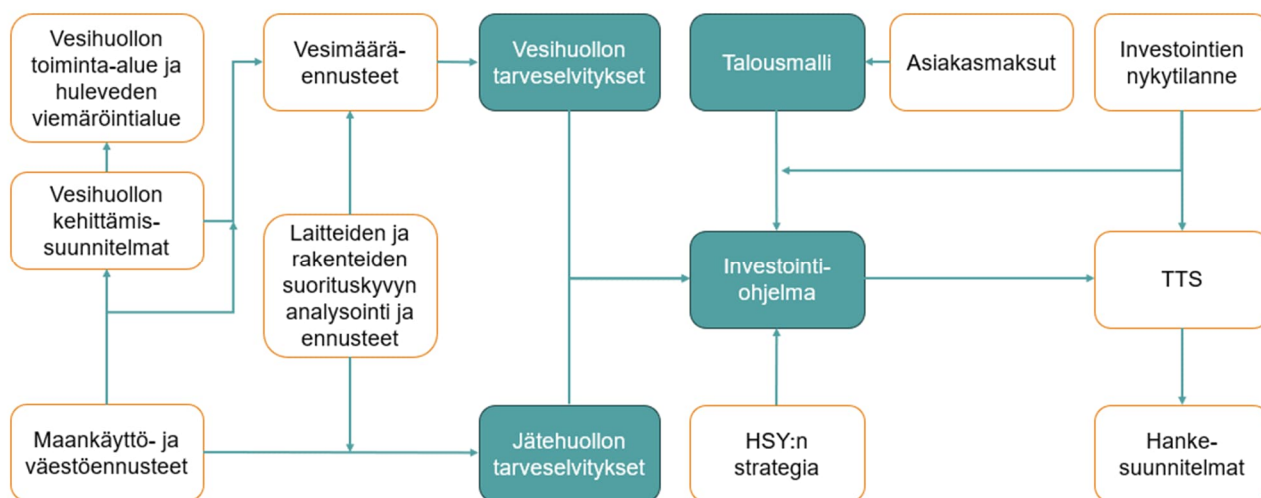 Vesihuollon
toiminta-alue ja
huleveden
viemäröintialue
Vesimäärä-
ennusteet
Vesihuollon
tarveselvitykset
Talousmalli
Asiakasmaksut
Investointien
nykytilanne
Vesihuollon
kehittämis-
suunnitelmat
Laitteiden ja
rakenteiden
suorituskyvyn
analysointi ja
ennusteet
Investointi-
ohjelma
TTS
Maankäyttö- ja
väestöennusteet
Jätehuollon
tarveselvitykset
HSY:n
strategia
Hanke-
suunnitelmat